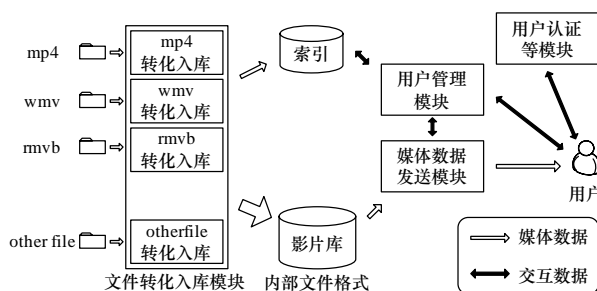 mp4
mp4
转化入库
wmv
wmv
转化入库
rmvb
rmvb
转化入库
other file
otherfile
转化入库
文件转化入库模块
索引
影片库
内部文件格式
用户管理
模块
媒体数据
发送模块
用户认证
等模块
用户
媒体数据
交互数据